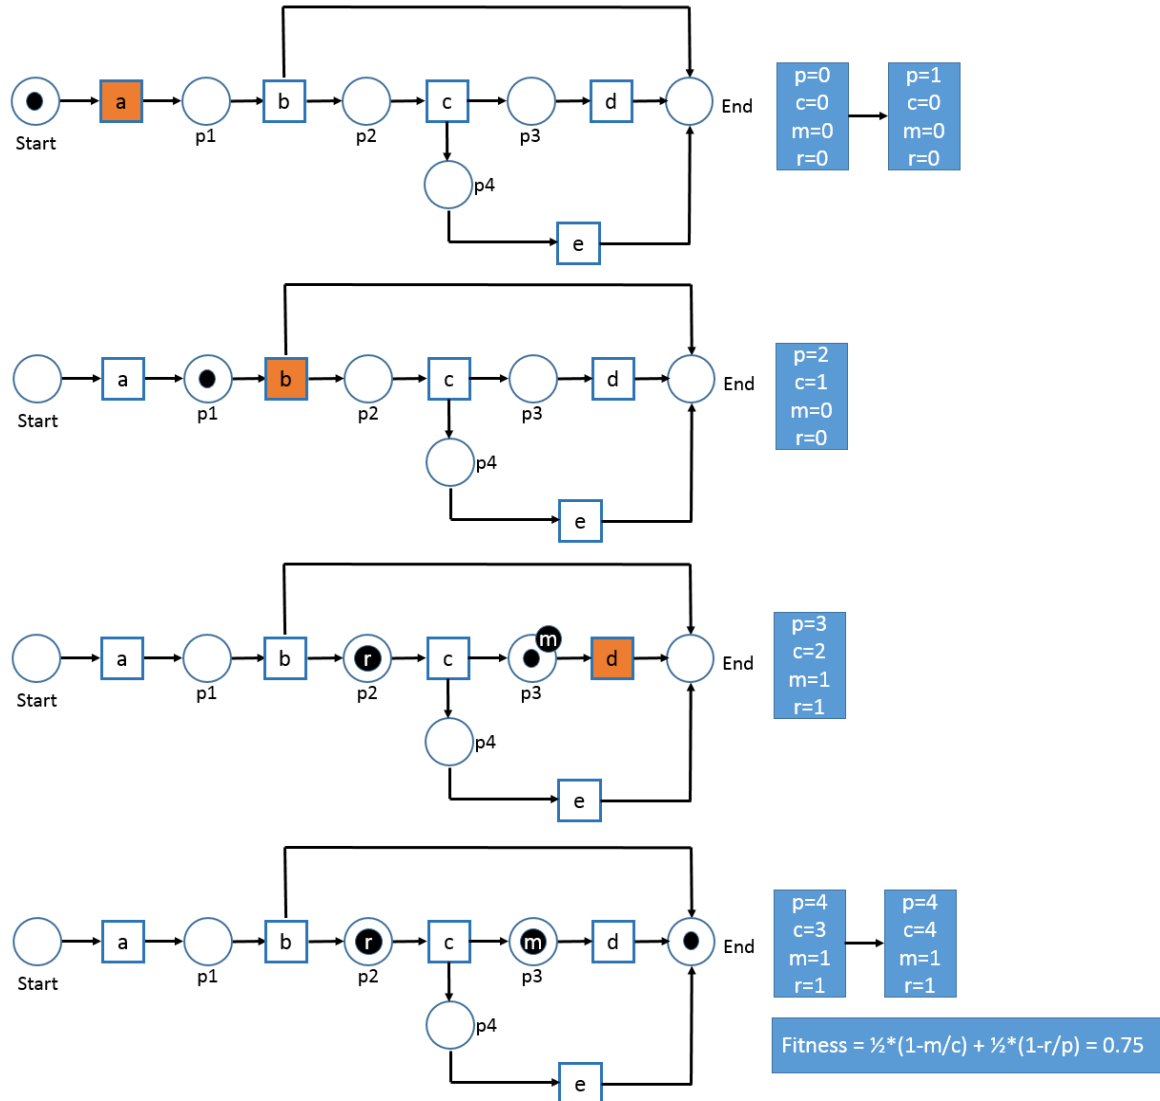 a
b
c
d
End
Start
p1
p2
p3
p4
e
p=0
c=0
m=0
r=0
p=1
c=0
m=0
r=0
a
b
c
d
End
Start
p1
p2
p3
p4
e
p=2
c=1
m=0
r=0
a
b
r
c
m
d
End
Start
p1
p2
p3
p4
e
p=3
c=2
m=1
r=1
a
b
r
c
m
d
End
Start
p1
p2
p3
p4
e
p=4
c=3
m=1
r=1
p=4
c=4
m=1
r=1
Fitness = ½*(1-m/c) + ½*(1-r/p) = 0.75